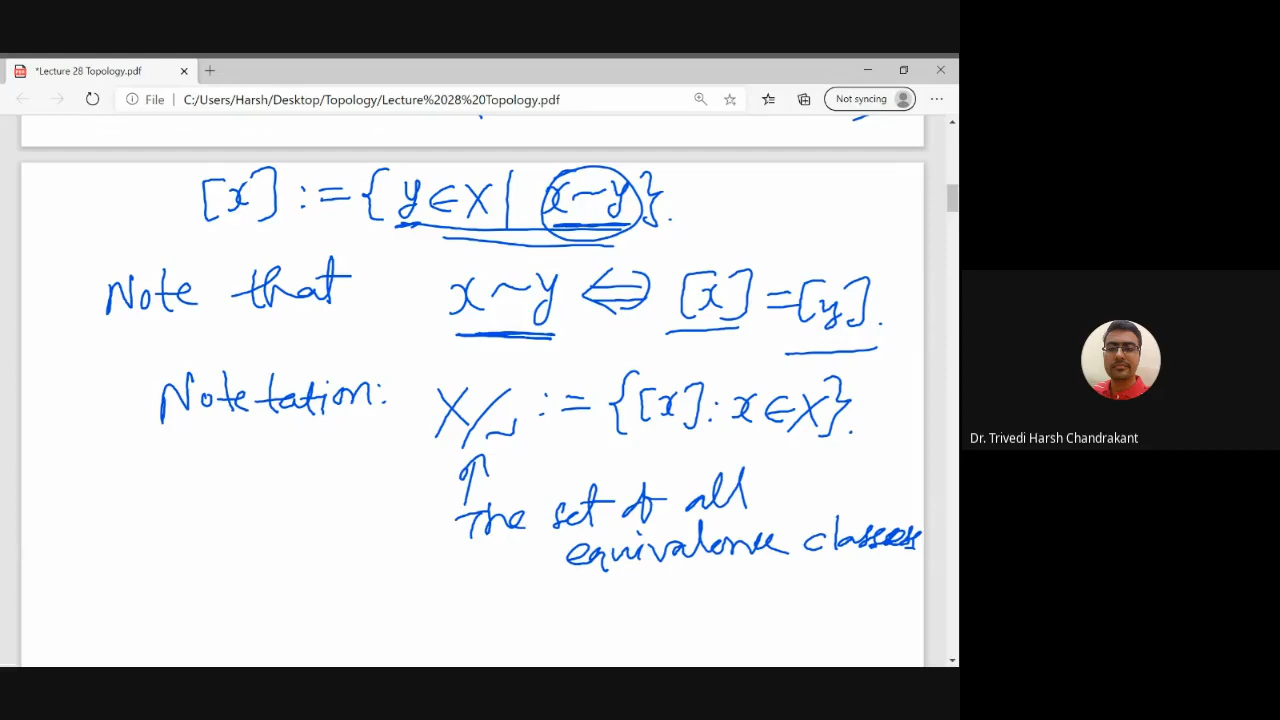 *Lecture 28 Topology.pdf
File | C:/Users/Harsh/Desktop/Topology/Lecture%2028%20Topology.pdf
Not syncing
[x] := { y ∈ X | x ~ y }.
Note that x ~ y ⟺ [x] = [y].
Notetation: X/~ := { [x] : x ∈ X }.
The set of all
equivalence classes
Dr. Trivedi Harsh Chandrakant